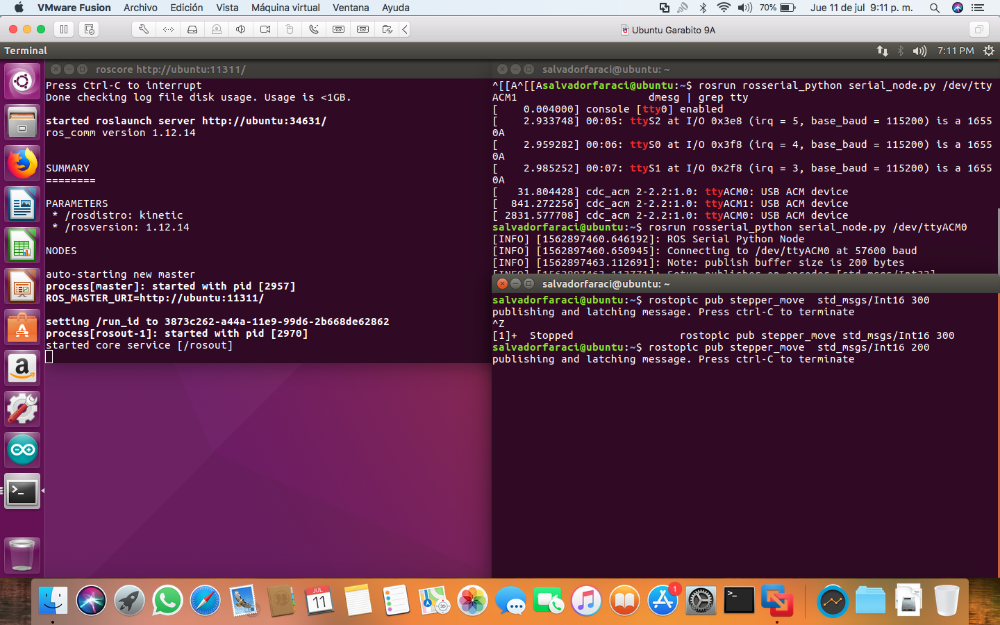 VMware Fusion Archivo Edición Vista Máquina virtual Ventana Ayuda 70% Jue 11 de jul 9:11 p. m.
Ubuntu Garabito 9A
Terminal 7:11 PM
roscore http://ubuntu:11311/
Press Ctrl-C to interrupt
Done checking log file disk usage. Usage is <1GB.
started roslaunch server http://ubuntu:34631/
ros_comm version 1.12.14
SUMMARY
========
PARAMETERS
* /rosdistro: kinetic
* /rosversion: 1.12.14
NODES
auto-starting new master
process[master]: started with pid [2957]
ROS_MASTER_URI=http://ubuntu:11311/
setting /run_id to 3873c262-a44a-11e9-99d6-2b668de62862
process[rosout-1]: started with pid [2970]
started core service [/rosout]
salvadorfaraci@ubuntu: ~
^[[A^[[Asalvadorfaraci@ubuntu:~$ rosrun rosserial_python serial_node.py /dev/tty
ACM1 dmesg | grep tty
[ 0.004000] console [tty0] enabled
[ 2.933748] 00:05: ttyS2 at I/O 0x3e8 (irq = 5, base_baud = 115200) is a 1655
0A
[ 2.959282] 00:06: ttyS0 at I/O 0x3f8 (irq = 4, base_baud = 115200) is a 1655
0A
[ 2.985252] 00:07: ttyS1 at I/O 0x2f8 (irq = 3, base_baud = 115200) is a 1655
0A
[ 31.804428] cdc_acm 2-2.2:1.0: ttyACM0: USB ACM device
[ 841.272256] cdc_acm 2-2.2:1.0: ttyACM1: USB ACM device
[ 2831.577708] cdc_acm 2-2.2:1.0: ttyACM0: USB ACM device
salvadorfaraci@ubuntu:~$ rosrun rosserial_python serial_node.py /dev/ttyACM0
[INFO] [1562897460.646192]: ROS Serial Python Node
[INFO] [1562897460.650945]: Connecting to /dev/ttyACM0 at 57600 baud
[INFO] [1562897463.112691]: Note: publish buffer size is 200 bytes
[INFO] [1562897463.113771]: Setup publisher on encoder [std_msgs/Int32]
salvadorfaraci@ubuntu: ~
salvadorfaraci@ubuntu:~$ rostopic pub stepper_move std_msgs/Int16 300
publishing and latching message. Press ctrl-C to terminate
^Z
[1]+ Stopped rostopic pub stepper_move std_msgs/Int16 300
salvadorfaraci@ubuntu:~$ rostopic pub stepper_move std_msgs/Int16 200
publishing and latching message. Press ctrl-C to terminate
JUL
11
3D
1